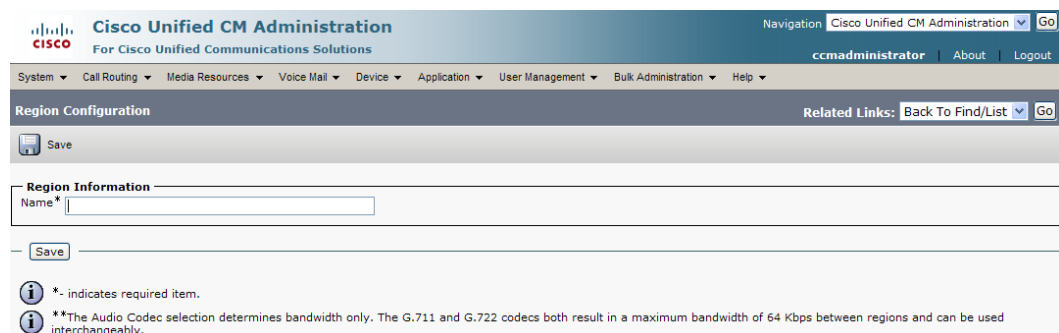 Cisco Unified CM Administration
For Cisco Unified Communications Solutions
CISCO
Navigation Cisco Unified CM Administration Go
ccmadministrator | About | Logout
System Call Routing Media Resources Voice Mail Device Application User Management Bulk Administration Help
Region Configuration
Related Links: Back To Find/List Go
Save
Region Information
Name*
Save
*- indicates required item.
**The Audio Codec selection determines bandwidth only. The G.711 and G.722 codecs both result in a maximum bandwidth of 64 Kbps between regions and can be used
interchangeably.